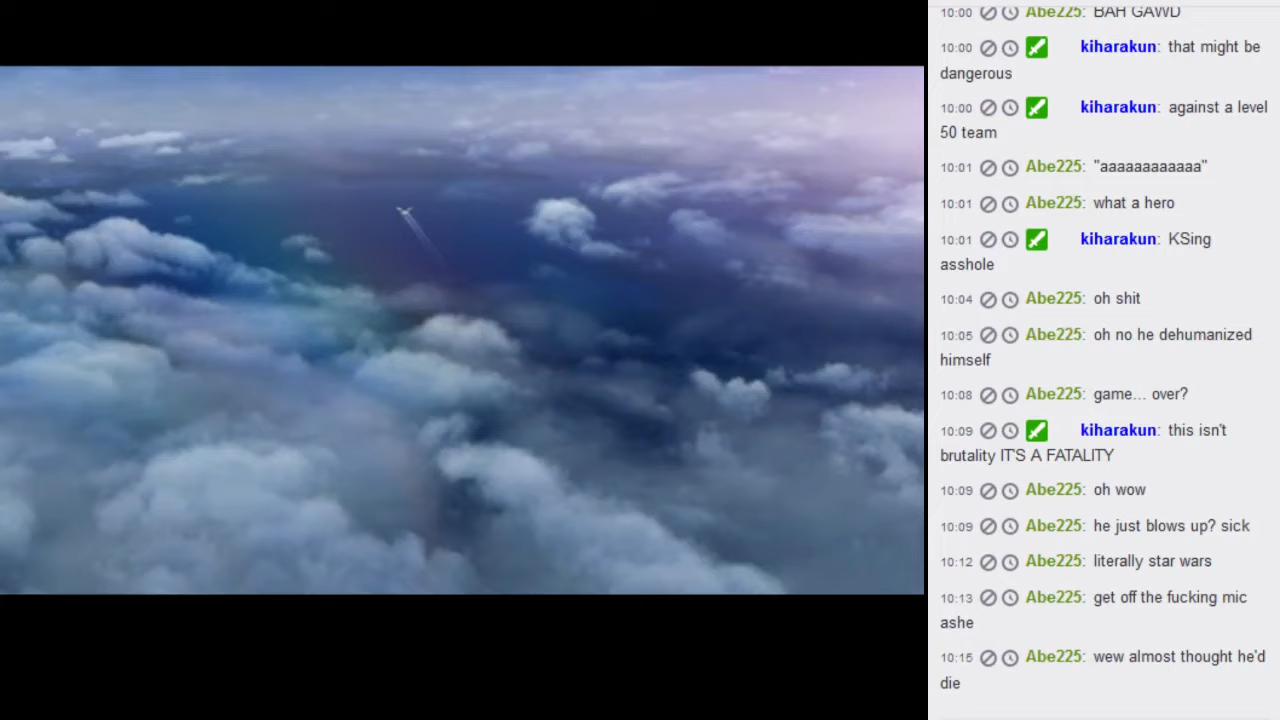 10:00 Abe225: BAH GAWD
10:00 kiharakun: that might be
dangerous
10:00 kiharakun: against a level
50 team
10:01 Abe225: "aaaaaaaaaaaa"
10:01 Abe225: what a hero
10:01 kiharakun: KSing
asshole
10:04 Abe225: oh shit
10:05 Abe225: oh no he dehumanized
himself
10:08 Abe225: game... over?
10:09 kiharakun: this isn't
brutality IT'S A FATALITY
10:09 Abe225: oh wow
10:09 Abe225: he just blows up? sick
10:12 Abe225: literally star wars
10:13 Abe225: get off the fucking mic
ashe
10:15 Abe225: wew almost thought he'd
die